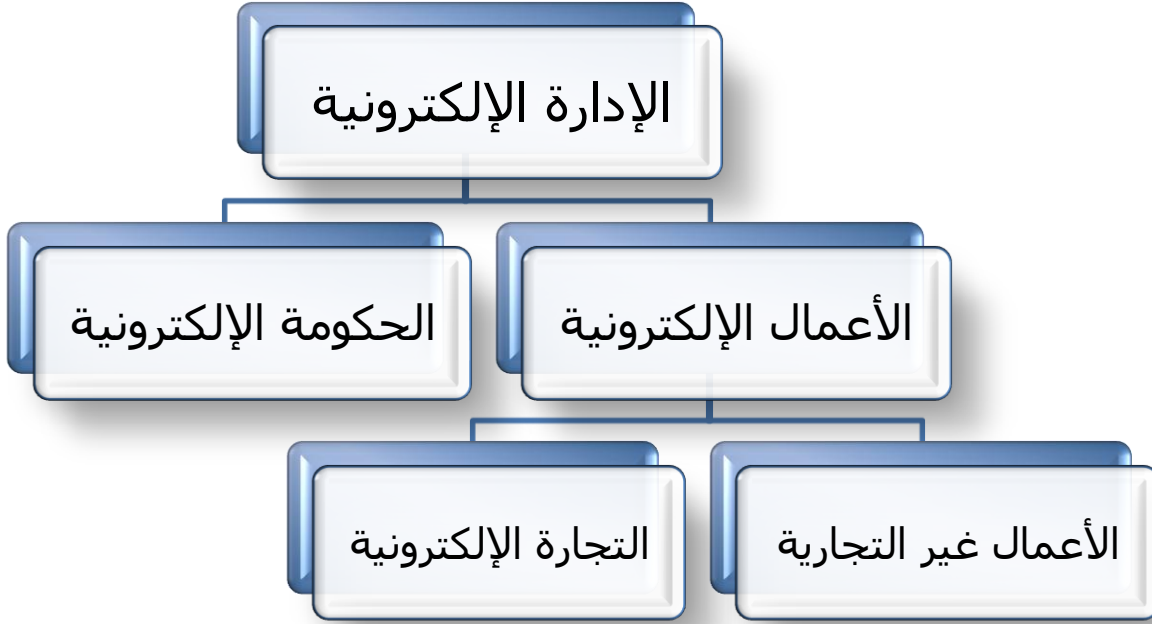 الإدارة الإلكترونية
الأعمال الإلكترونية
الحكومة الإلكترونية
الأعمال غير التجارية
التجارة الإلكترونية